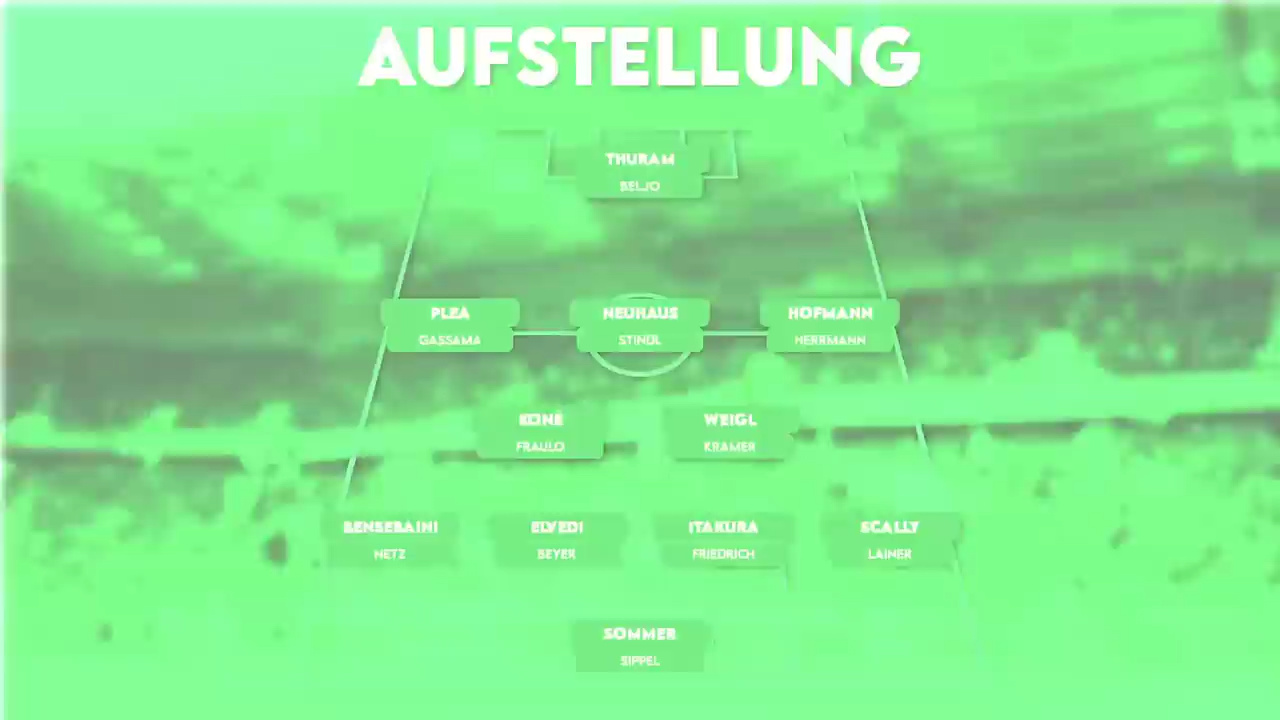 AUFSTELLUNG
THURAM
BELJO
PLEA NEUHAUS HOFMANN
GASSAMA STINDL HERRMANN
KONE WEIGL
FRAULO KRAMER
BENSEBAINI ELVEDI ITAKURA SCALLY
NETZ BEYER FRIEDRICH LAINER
SOMMER
SIPPEL